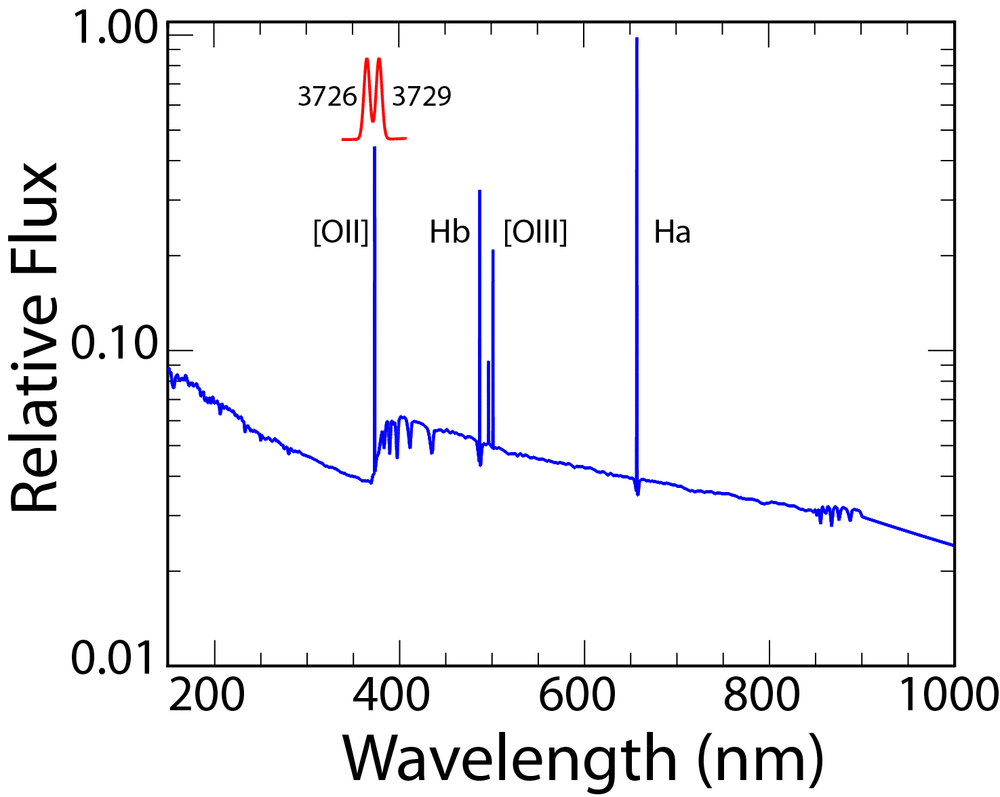 1.00
3726 3729
[OII] Hb [OIII] Ha
Relative Flux
0.10
0.01
200 400 600 800 1000
Wavelength (nm)